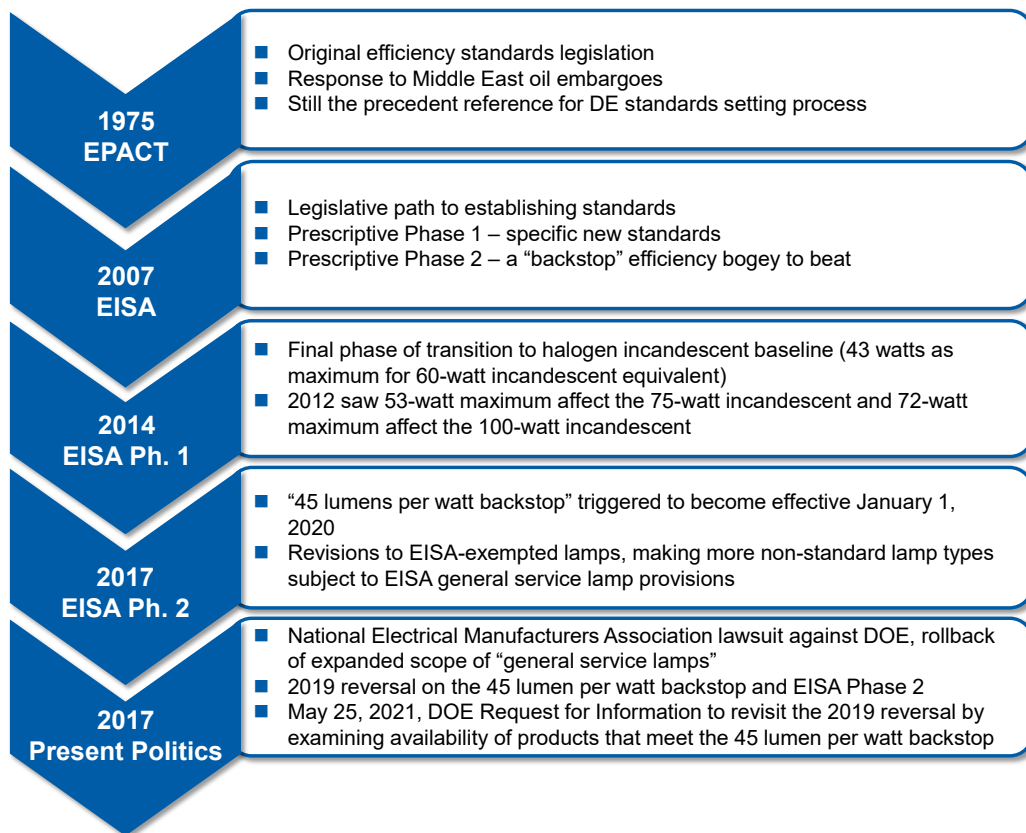 1975
EPACT
Original efficiency standards legislation
Response to Middle East oil embargoes
Still the precedent reference for DE standards setting process
2007
EISA
Legislative path to establishing standards
Prescriptive Phase 1 – specific new standards
Prescriptive Phase 2 – a “backstop” efficiency bogey to beat
2014
EISA Ph. 1
Final phase of transition to halogen incandescent baseline (43 watts as
maximum for 60-watt incandescent equivalent)
2012 saw 53-watt maximum affect the 75-watt incandescent and 72-watt
maximum affect the 100-watt incandescent
2017
EISA Ph. 2
“45 lumens per watt backstop” triggered to become effective January 1,
2020
Revisions to EISA-exempted lamps, making more non-standard lamp types
subject to EISA general service lamp provisions
2017
Present Politics
National Electrical Manufacturers Association lawsuit against DOE, rollback
of expanded scope of “general service lamps”
2019 reversal on the 45 lumen per watt backstop and EISA Phase 2
May 25, 2021, DOE Request for Information to revisit the 2019 reversal by
examining availability of products that meet the 45 lumen per watt backstop